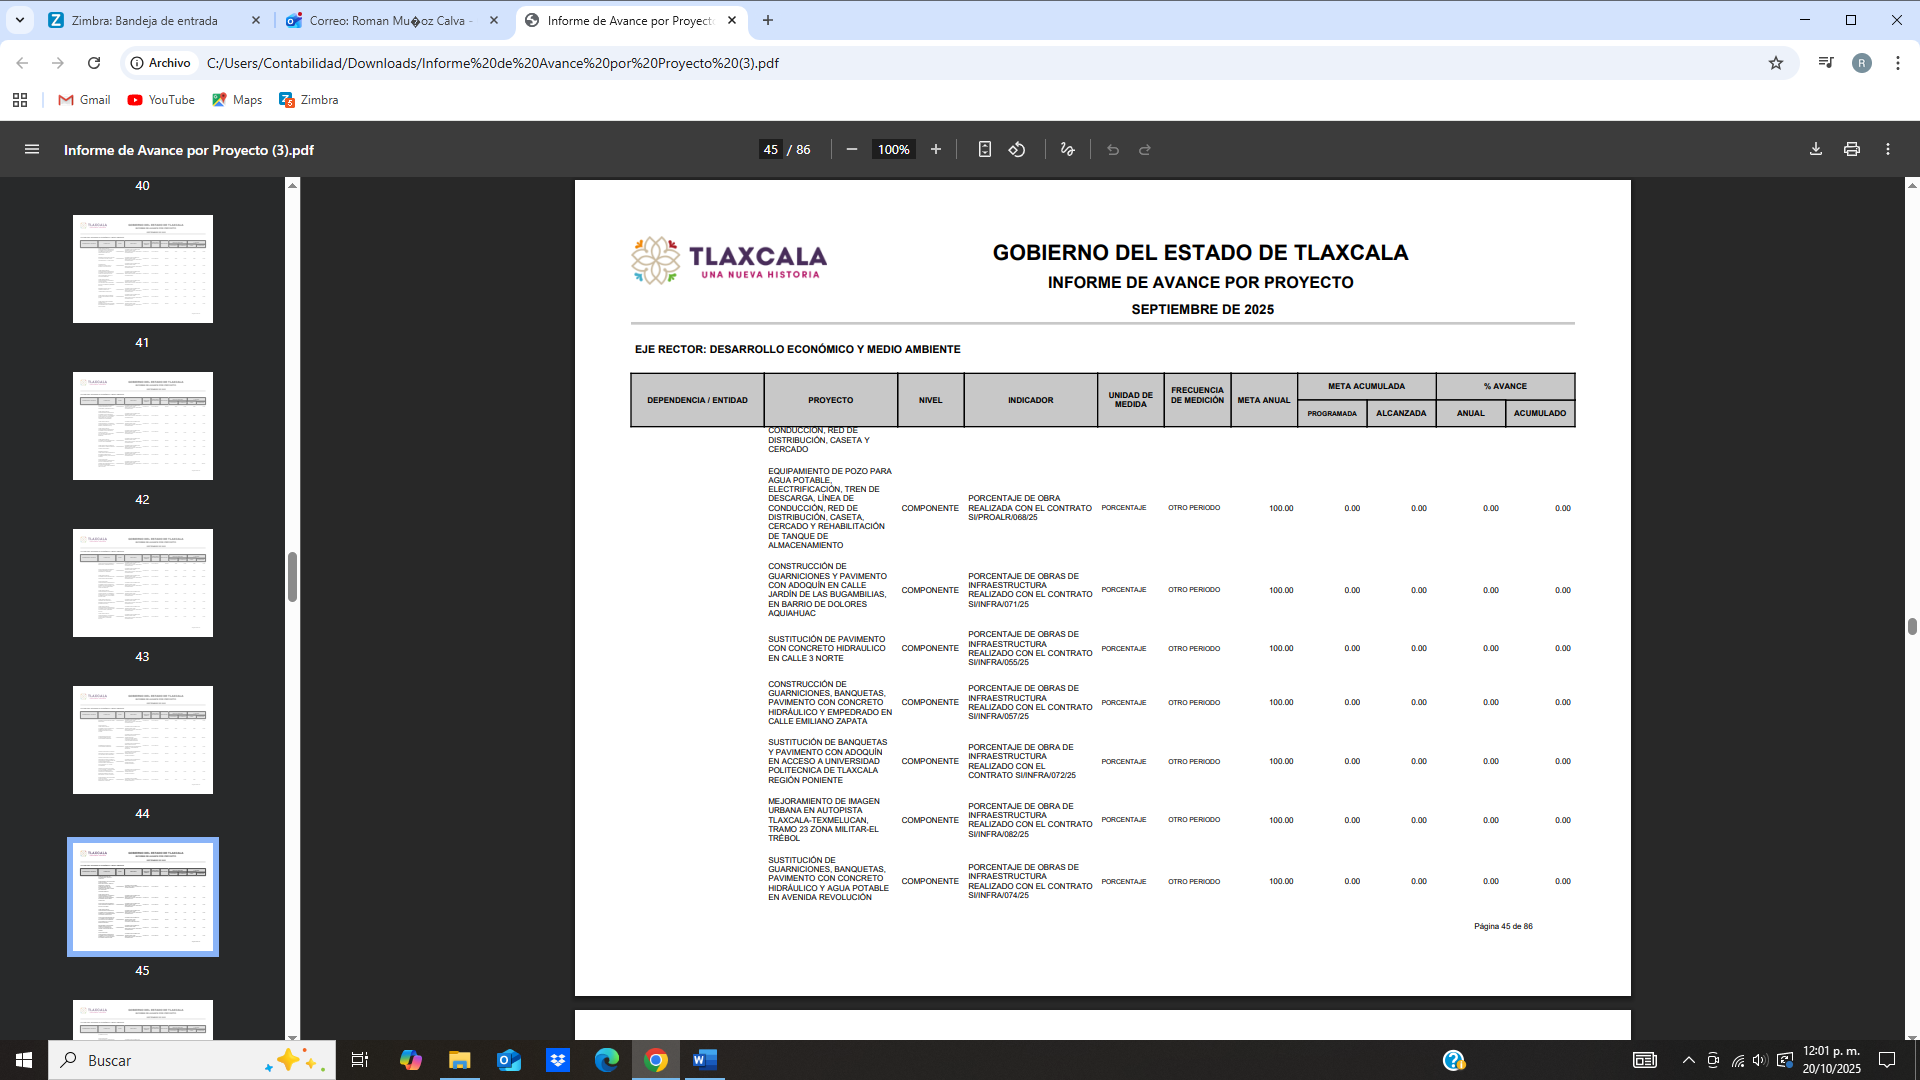 Zimbra: Bandeja de entrada
Correo: Roman Mu�oz Calva -
Informe de Avance por Proyecto
Archivo
C:/Users/Contabilidad/Downloads/Informe%20de%20Avance%20por%20Proyecto%20(3).pdf
R
Gmail
YouTube
Maps
Zimbra
Informe de Avance por Proyecto (3).pdf
45 / 86
100%
40
41
42
43
44
45
TLAXCALA
UNA NUEVA HISTORIA
GOBIERNO DEL ESTADO DE TLAXCALA
INFORME DE AVANCE POR PROYECTO
SEPTIEMBRE DE 2025
EJE RECTOR: DESARROLLO ECONÓMICO Y MEDIO AMBIENTE
DEPENDENCIA / ENTIDAD
PROYECTO
NIVEL
INDICADOR
UNIDAD DE
MEDIDA
FRECUENCIA
DE MEDICIÓN
META ANUAL
META ACUMULADA
PROGRAMADA
ALCANZADA
% AVANCE
ANUAL
ACUMULADO
CONDUCCIÓN, RED DE
DISTRIBUCIÓN, CASETA Y
CERCADO
EQUIPAMIENTO DE POZO PARA
AGUA POTABLE,
ELECTRIFICACIÓN, TREN DE
DESCARGA, LÍNEA DE
CONDUCCIÓN, RED DE
DISTRIBUCIÓN, CASETA,
CERCADO Y REHABILITACIÓN
DE TANQUE DE
ALMACENAMIENTO
COMPONENTE
PORCENTAJE DE OBRA
REALIZADA CON EL CONTRATO
SI/PROALR/068/25
PORCENTAJE
OTRO PERIODO
100.00
0.00
0.00
0.00
0.00
CONSTRUCCIÓN DE
GUARNICIONES Y PAVIMENTO
CON ADOQUÍN EN CALLE
JARDÍN DE LAS BUGAMBILIAS,
EN BARRIO DE DOLORES
AQUIAHUAC
COMPONENTE
PORCENTAJE DE OBRAS DE
INFRAESTRUCTURA
REALIZADO CON EL CONTRATO
SI/INFRA/071/25
PORCENTAJE
OTRO PERIODO
100.00
0.00
0.00
0.00
0.00
SUSTITUCIÓN DE PAVIMENTO
CON CONCRETO HIDRAULICO
EN CALLE 3 NORTE
COMPONENTE
PORCENTAJE DE OBRAS DE
INFRAESTRUCTURA
REALIZADO CON EL CONTRATO
SI/INFRA/055/25
PORCENTAJE
OTRO PERIODO
100.00
0.00
0.00
0.00
0.00
CONSTRUCCIÓN DE
GUARNICIONES, BANQUETAS,
PAVIMENTO CON CONCRETO
HIDRÁULICO Y EMPEDRADO EN
CALLE EMILIANO ZAPATA
COMPONENTE
PORCENTAJE DE OBRAS DE
INFRAESTRUCTURA
REALIZADO CON EL CONTRATO
SI/INFRA/057/25
PORCENTAJE
OTRO PERIODO
100.00
0.00
0.00
0.00
0.00
SUSTITUCIÓN DE BANQUETAS
Y PAVIMENTO CON ADOQUÍN
EN ACCESO A UNIVERSIDAD
POLITECNICA DE TLAXCALA
REGIÓN PONIENTE
COMPONENTE
PORCENTAJE DE OBRA DE
INFRAESTRUCTURA
REALIZADO CON EL
CONTRATO SI/INFRA/072/25
PORCENTAJE
OTRO PERIODO
100.00
0.00
0.00
0.00
0.00
MEJORAMIENTO DE IMAGEN
URBANA EN AUTOPISTA
TLAXCALA-TEXMELUCAN,
TRAMO 23 ZONA MILITAR-EL
TRÉBOL
COMPONENTE
PORCENTAJE DE OBRA DE
INFRAESTRUCTURA
REALIZADO CON EL CONTRATO
SI/INFRA/082/25
PORCENTAJE
OTRO PERIODO
100.00
0.00
0.00
0.00
0.00
SUSTITUCIÓN DE
GUARNICIONES, BANQUETAS,
PAVIMENTO CON CONCRETO
HIDRÁULICO Y AGUA POTABLE
EN AVENIDA REVOLUCIÓN
COMPONENTE
PORCENTAJE DE OBRAS DE
INFRAESTRUCTURA
REALIZADO CON EL CONTRATO
SI/INFRA/074/25
PORCENTAJE
OTRO PERIODO
100.00
0.00
0.00
0.00
0.00
Página 45 de 86
Buscar
12:01 p. m.
20/10/2025